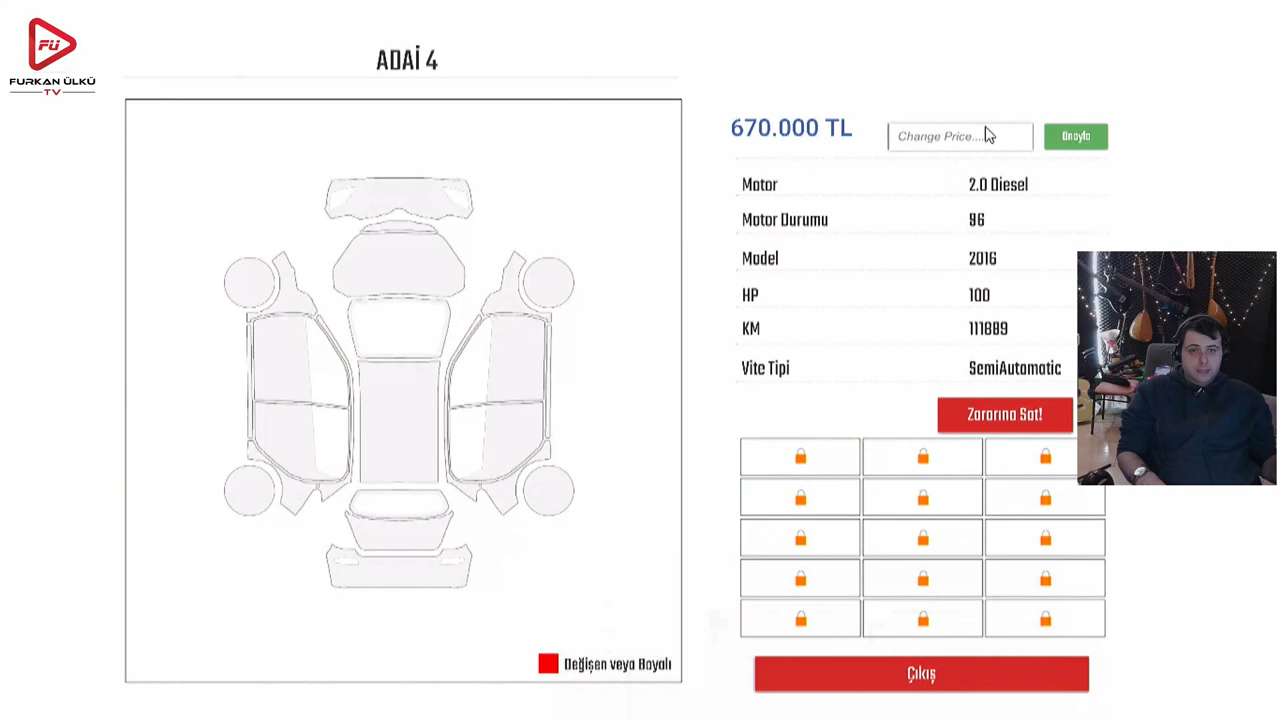 FU
FURKAN ÜLKÜ
TV
ADAİ 4
670.000 TL
Change Price....
Onayla
Motor 2.0 Diesel
Motor Durumu 96
Model 2016
HP 100
KM 111889
Vite Tipi SemiAutomatic
Zararına Sat!
Değişen veya Boyalı
Çıkış